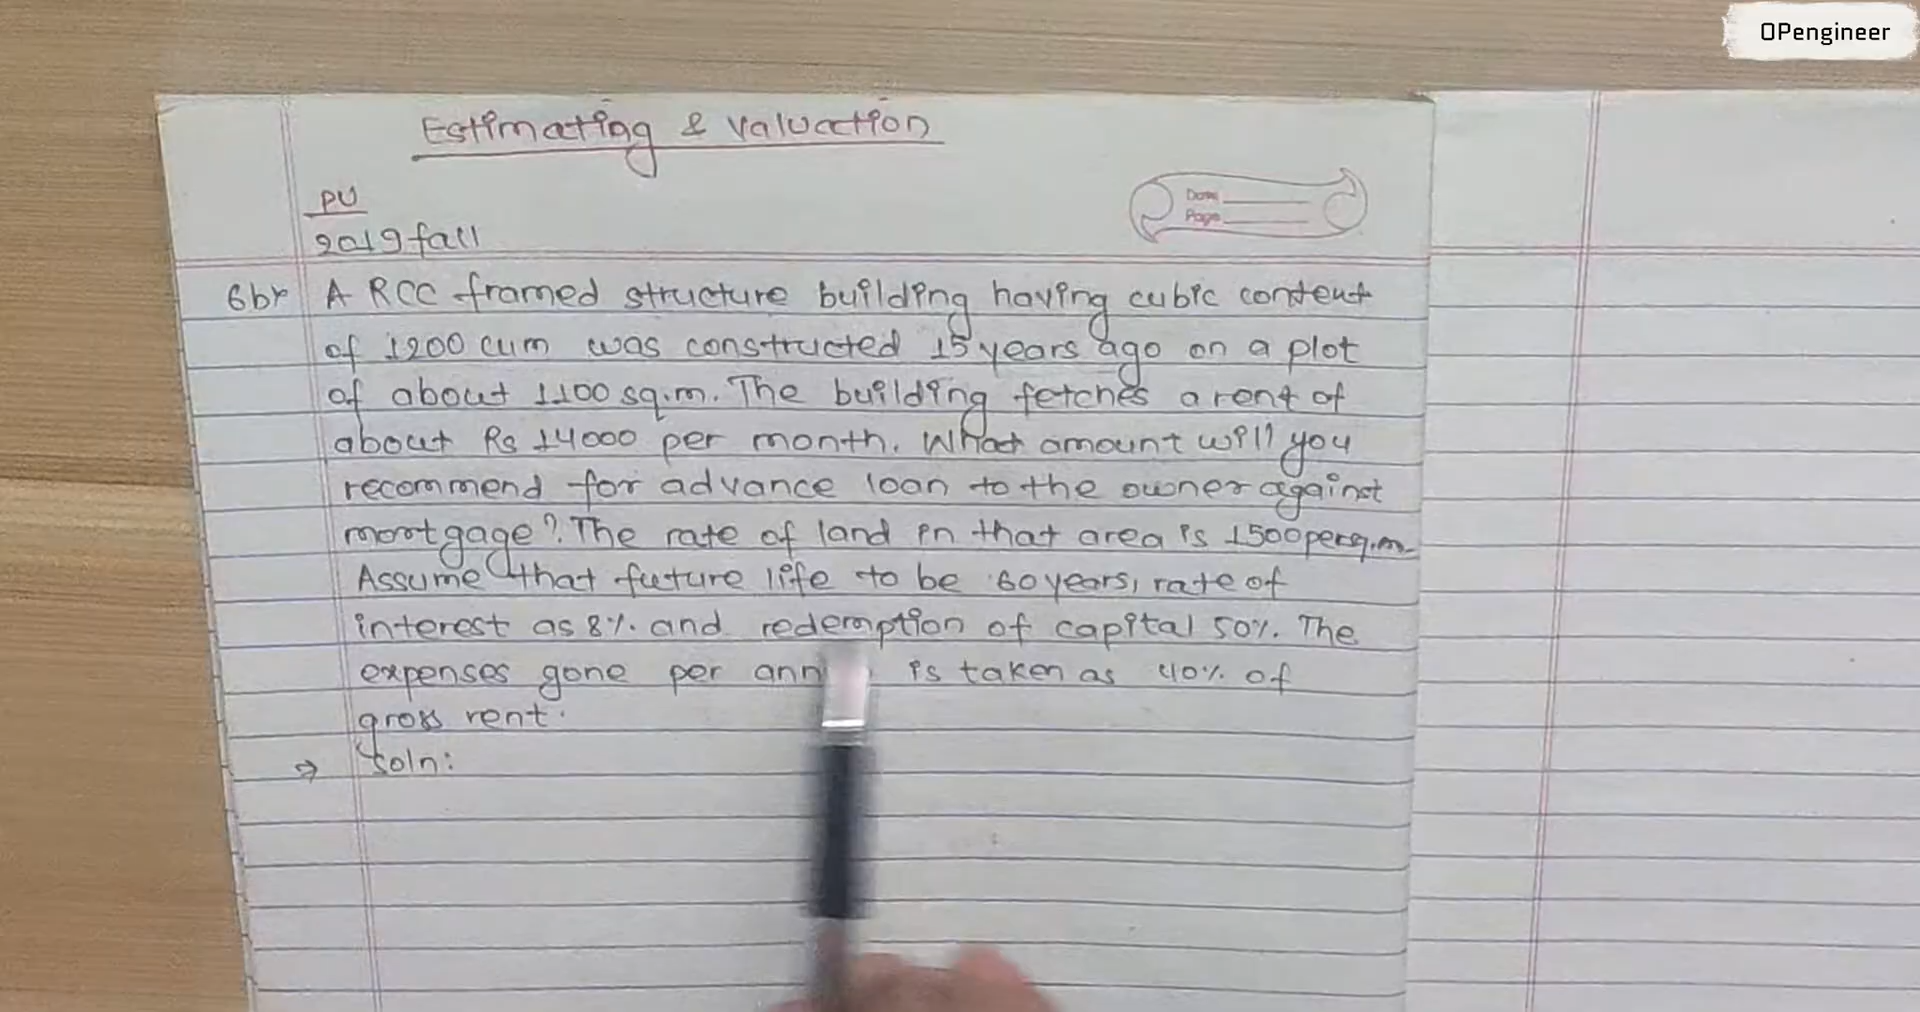 OPengineer
Estimating & Valuation
Date
Page
PU
2019 fall
6b) A RCC framed structure building having cubic content
of 1200 cum was constructed 15 years ago on a plot
of about 1100 sq.m. The building fetches a rent of
about Rs 14000 per month. What amount will you
recommend for advance loan to the owner against
mortgage? The rate of land in that area is 1500 per sq.m.
Assume that future life to be 60 years, rate of
interest as 8% and redemption of capital 50%. The
expenses gone per is taken as 40% of
gross rent.
⇒ Soln: